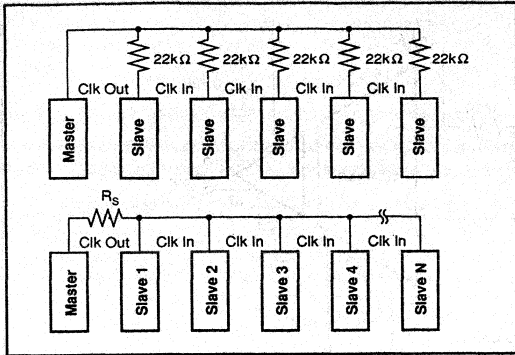 22kΩ 22kΩ 22kΩ 22kΩ 22kΩ
Clk Out Clk In Clk In Clk In Clk In
Master Slave Slave Slave Slave Slave
RS
Clk Out Clk In Clk In Clk In Clk In
Master Slave 1 Slave 2 Slave 3 Slave 4 Slave N